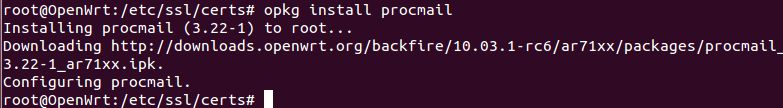 root@OpenWrt:/etc/ssl/certs# opkg install procmail
Installing procmail (3.22-1) to root...
Downloading http://downloads.openwrt.org/backfire/10.03.1-rc6/ar71xx/packages/procmail_
3.22-1_ar71xx.ipk.
Configuring procmail.
root@OpenWrt:/etc/ssl/certs#